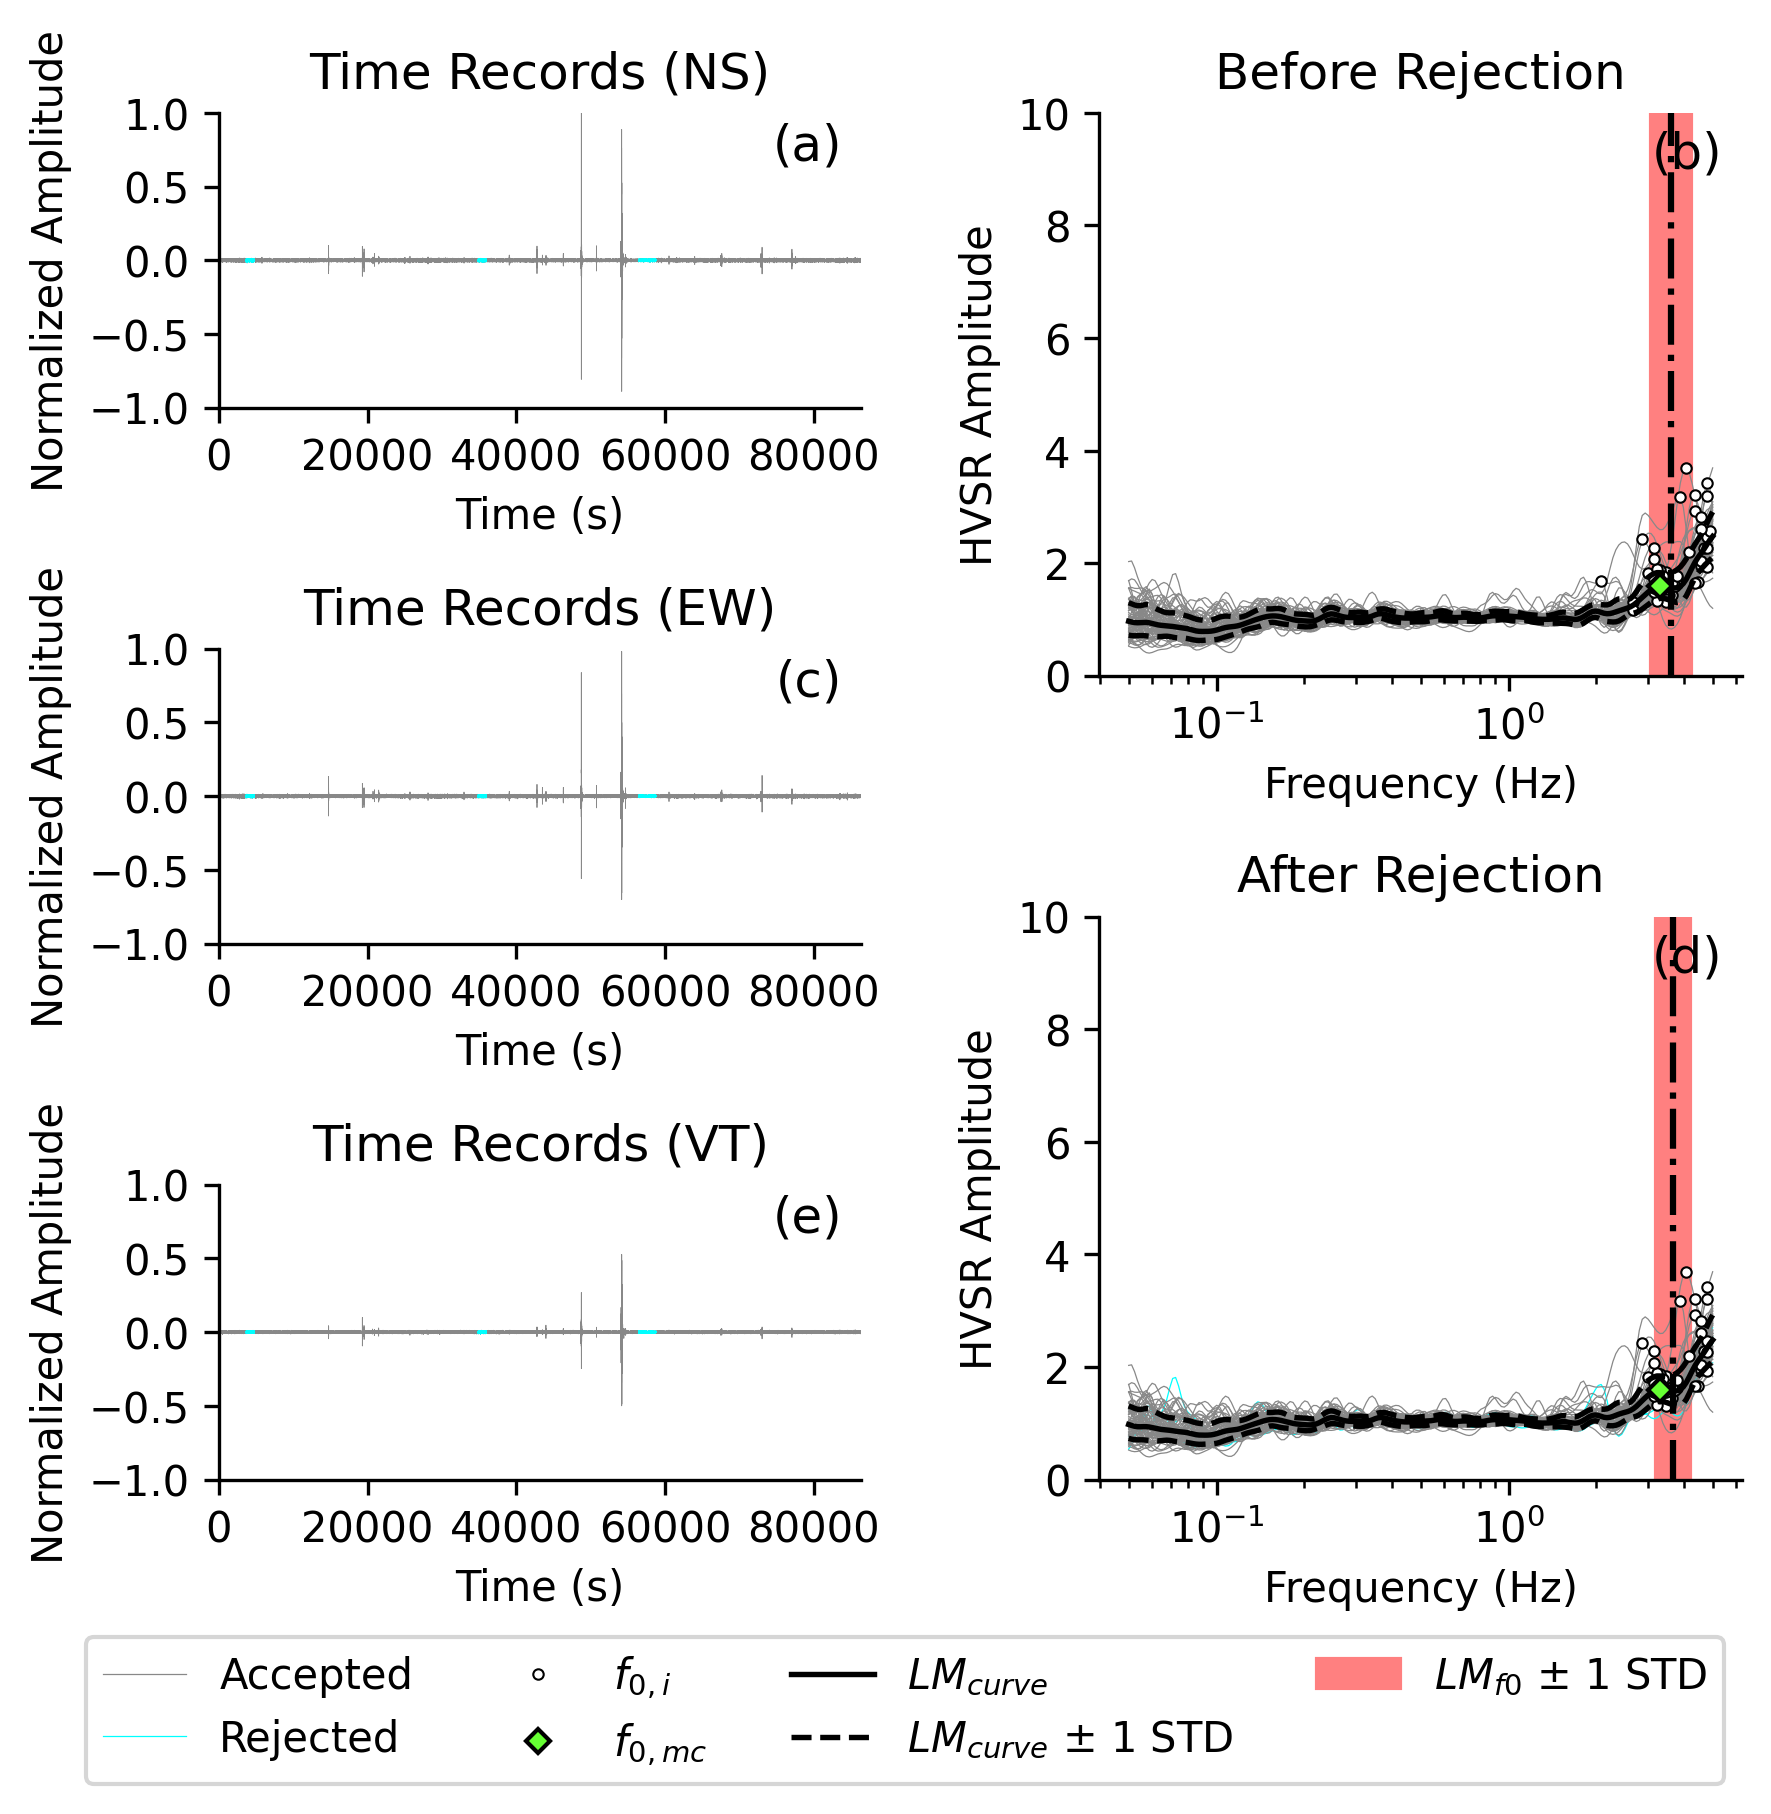 Time Records (NS)
(a)
Normalized Amplitude
1.0
0.5
0.0
−0.5
−1.0
0 20000 40000 60000 80000
Time (s)
Before Rejection
(b)
HVSR Amplitude
10
8
6
4
2
0
10⁻¹ 10⁰
Frequency (Hz)
Time Records (EW)
(c)
Normalized Amplitude
1.0
0.5
0.0
−0.5
−1.0
0 20000 40000 60000 80000
Time (s)
After Rejection
(d)
HVSR Amplitude
10
8
6
4
2
0
10⁻¹ 10⁰
Frequency (Hz)
Time Records (VT)
(e)
Normalized Amplitude
1.0
0.5
0.0
−0.5
−1.0
0 20000 40000 60000 80000
Time (s)
Accepted
Rejected
f0,i
f0,mc
LMcurve
LMcurve ± 1 STD
LMf0 ± 1 STD